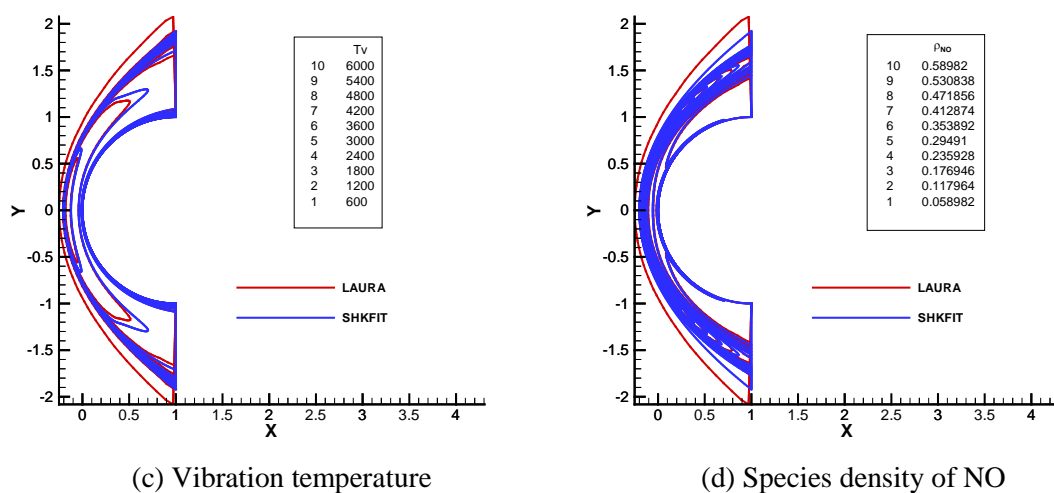 2
1.5
1
0.5
0
-0.5
-1
-1.5
-2
Y
0 0.5 1 1.5 2 2.5 3 3.5 4
X
Tv
10 6000
9 5400
8 4800
7 4200
6 3600
5 3000
4 2400
3 1800
2 1200
1 600
LAURA
SHKFIT
(c) Vibration temperature
2
1.5
1
0.5
0
-0.5
-1
-1.5
-2
Y
0 0.5 1 1.5 2 2.5 3 3.5 4
X
ρNO
10 0.58982
9 0.530838
8 0.471856
7 0.412874
6 0.353892
5 0.29491
4 0.235928
3 0.176946
2 0.117964
1 0.058982
LAURA
SHKFIT
(d) Species density of NO